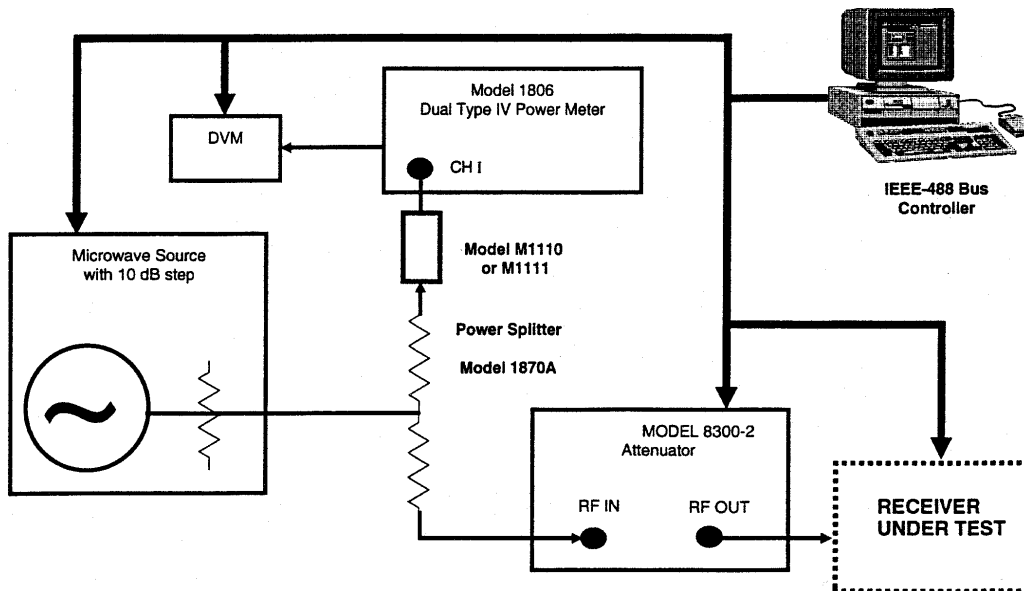 Model 1806
Dual Type IV Power Meter
DVM
CH I
IEEE-488 Bus
Controller
Microwave Source
with 10 dB step
Model M1110
or M1111
Power Splitter
Model 1870A
MODEL 8300-2
Attenuator
RF IN
RF OUT
RECEIVER
UNDER TEST